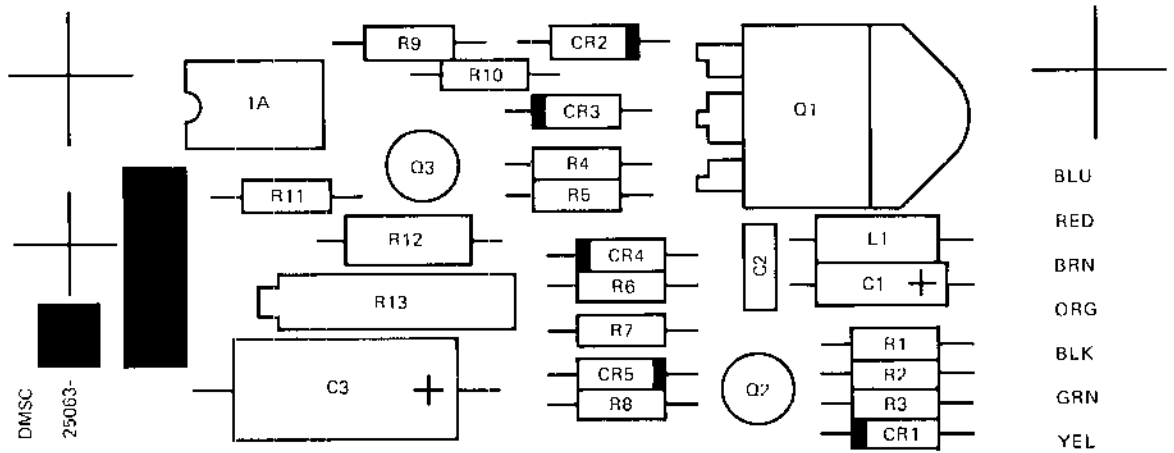 R9
CR2
R10
1A
CR3
Q1
Q3
R4
R5
R11
BLU
RED
R12
CR4
C2
L1
BRN
R6
C1 +
R13
ORG
R7
R1
BLK
CR5
R2
C3 +
Q2
R8
R3
GRN
CR1
YEL
DMSC
25063-